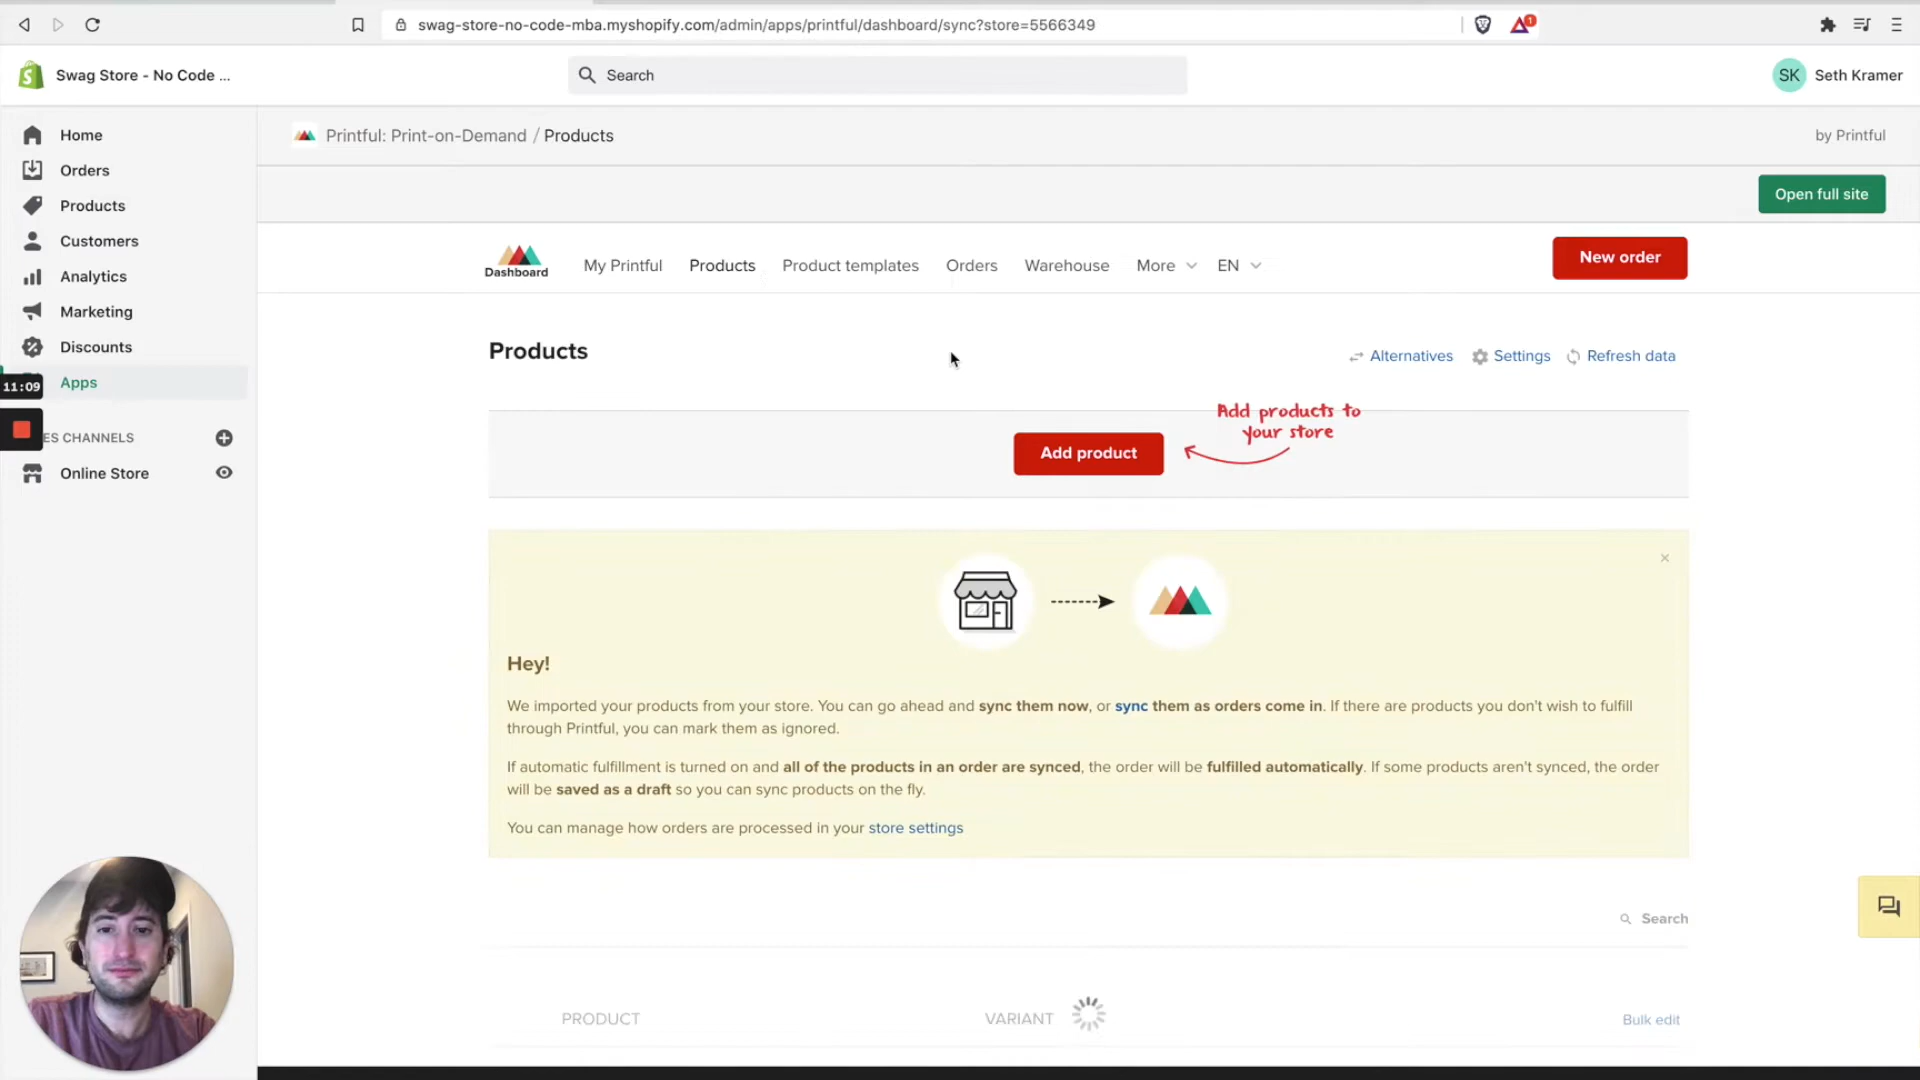 swag-store-no-code-mba.myshopify.com/admin/apps/printful/dashboard/sync?store=5566349
1
Swag Store - No Code ...
Search
SK
Seth Kramer
Home
Orders
Products
Customers
Analytics
Marketing
Discounts
Apps
11:09
ES CHANNELS
Online Store
Printful: Print-on-Demand / Products
by Printful
Open full site
Dashboard
My Printful
Products
Product templates
Orders
Warehouse
More
EN
New order
Products
Alternatives
Settings
Refresh data
Add product
Add products to
your store
Hey!
We imported your products from your store. You can go ahead and sync them now, or sync them as orders come in. If there are products you don't wish to fulfill
through Printful, you can mark them as ignored.
If automatic fulfillment is turned on and all of the products in an order are synced, the order will be fulfilled automatically. If some products aren't synced, the order
will be saved as a draft so you can sync products on the fly.
You can manage how orders are processed in your store settings
Search
PRODUCT
VARIANT
Bulk edit